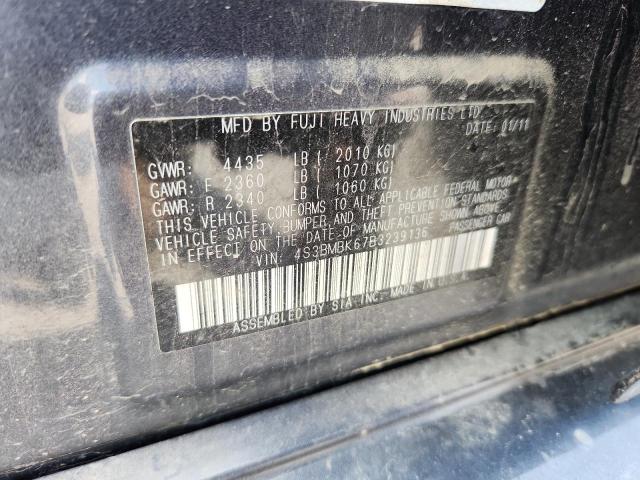 MFD BY FUJI HEAVY INDUSTRIES LTD
DATE: 01/11
GVWR: 4435 LB ( 2010 KG)
GAWR: F 2360 LB ( 1070 KG)
GAWR: R 2340 LB ( 1060 KG)
THIS VEHICLE CONFORMS TO ALL APPLICABLE FEDERAL MOTOR
VEHICLE SAFETY, BUMPER, AND THEFT PREVENTION STANDARDS
IN EFFECT ON THE DATE OF MANUFACTURE SHOWN ABOVE.
VIN: 4S3BMBK67B3239136 PASSENGER CAR
ASSEMBLED BY SIA, INC. MADE IN U.S.A.